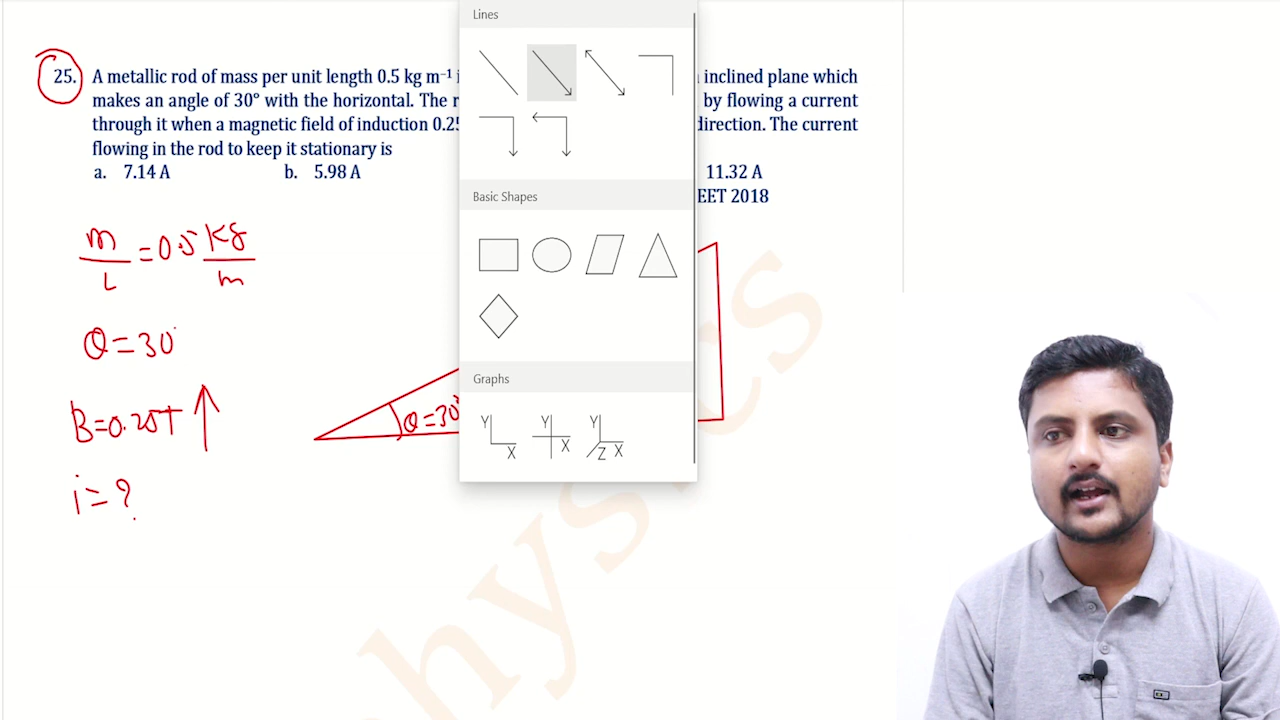 Lines
25. A metallic rod of mass per unit length 0.5 kg m⁻¹ inclined plane which
makes an angle of 30° with the horizontal. The by flowing a current
through it when a magnetic field of induction 0.25 direction. The current
flowing in the rod to keep it stationary is
a. 7.14 A b. 5.98 A 11.32 A
EET 2018
Basic Shapes
m/L = 0.5 kg/m
θ = 30°
B = 0.25T ↑
i = ?
θ = 30°
Graphs
Y X Y X Y Z X
hysics